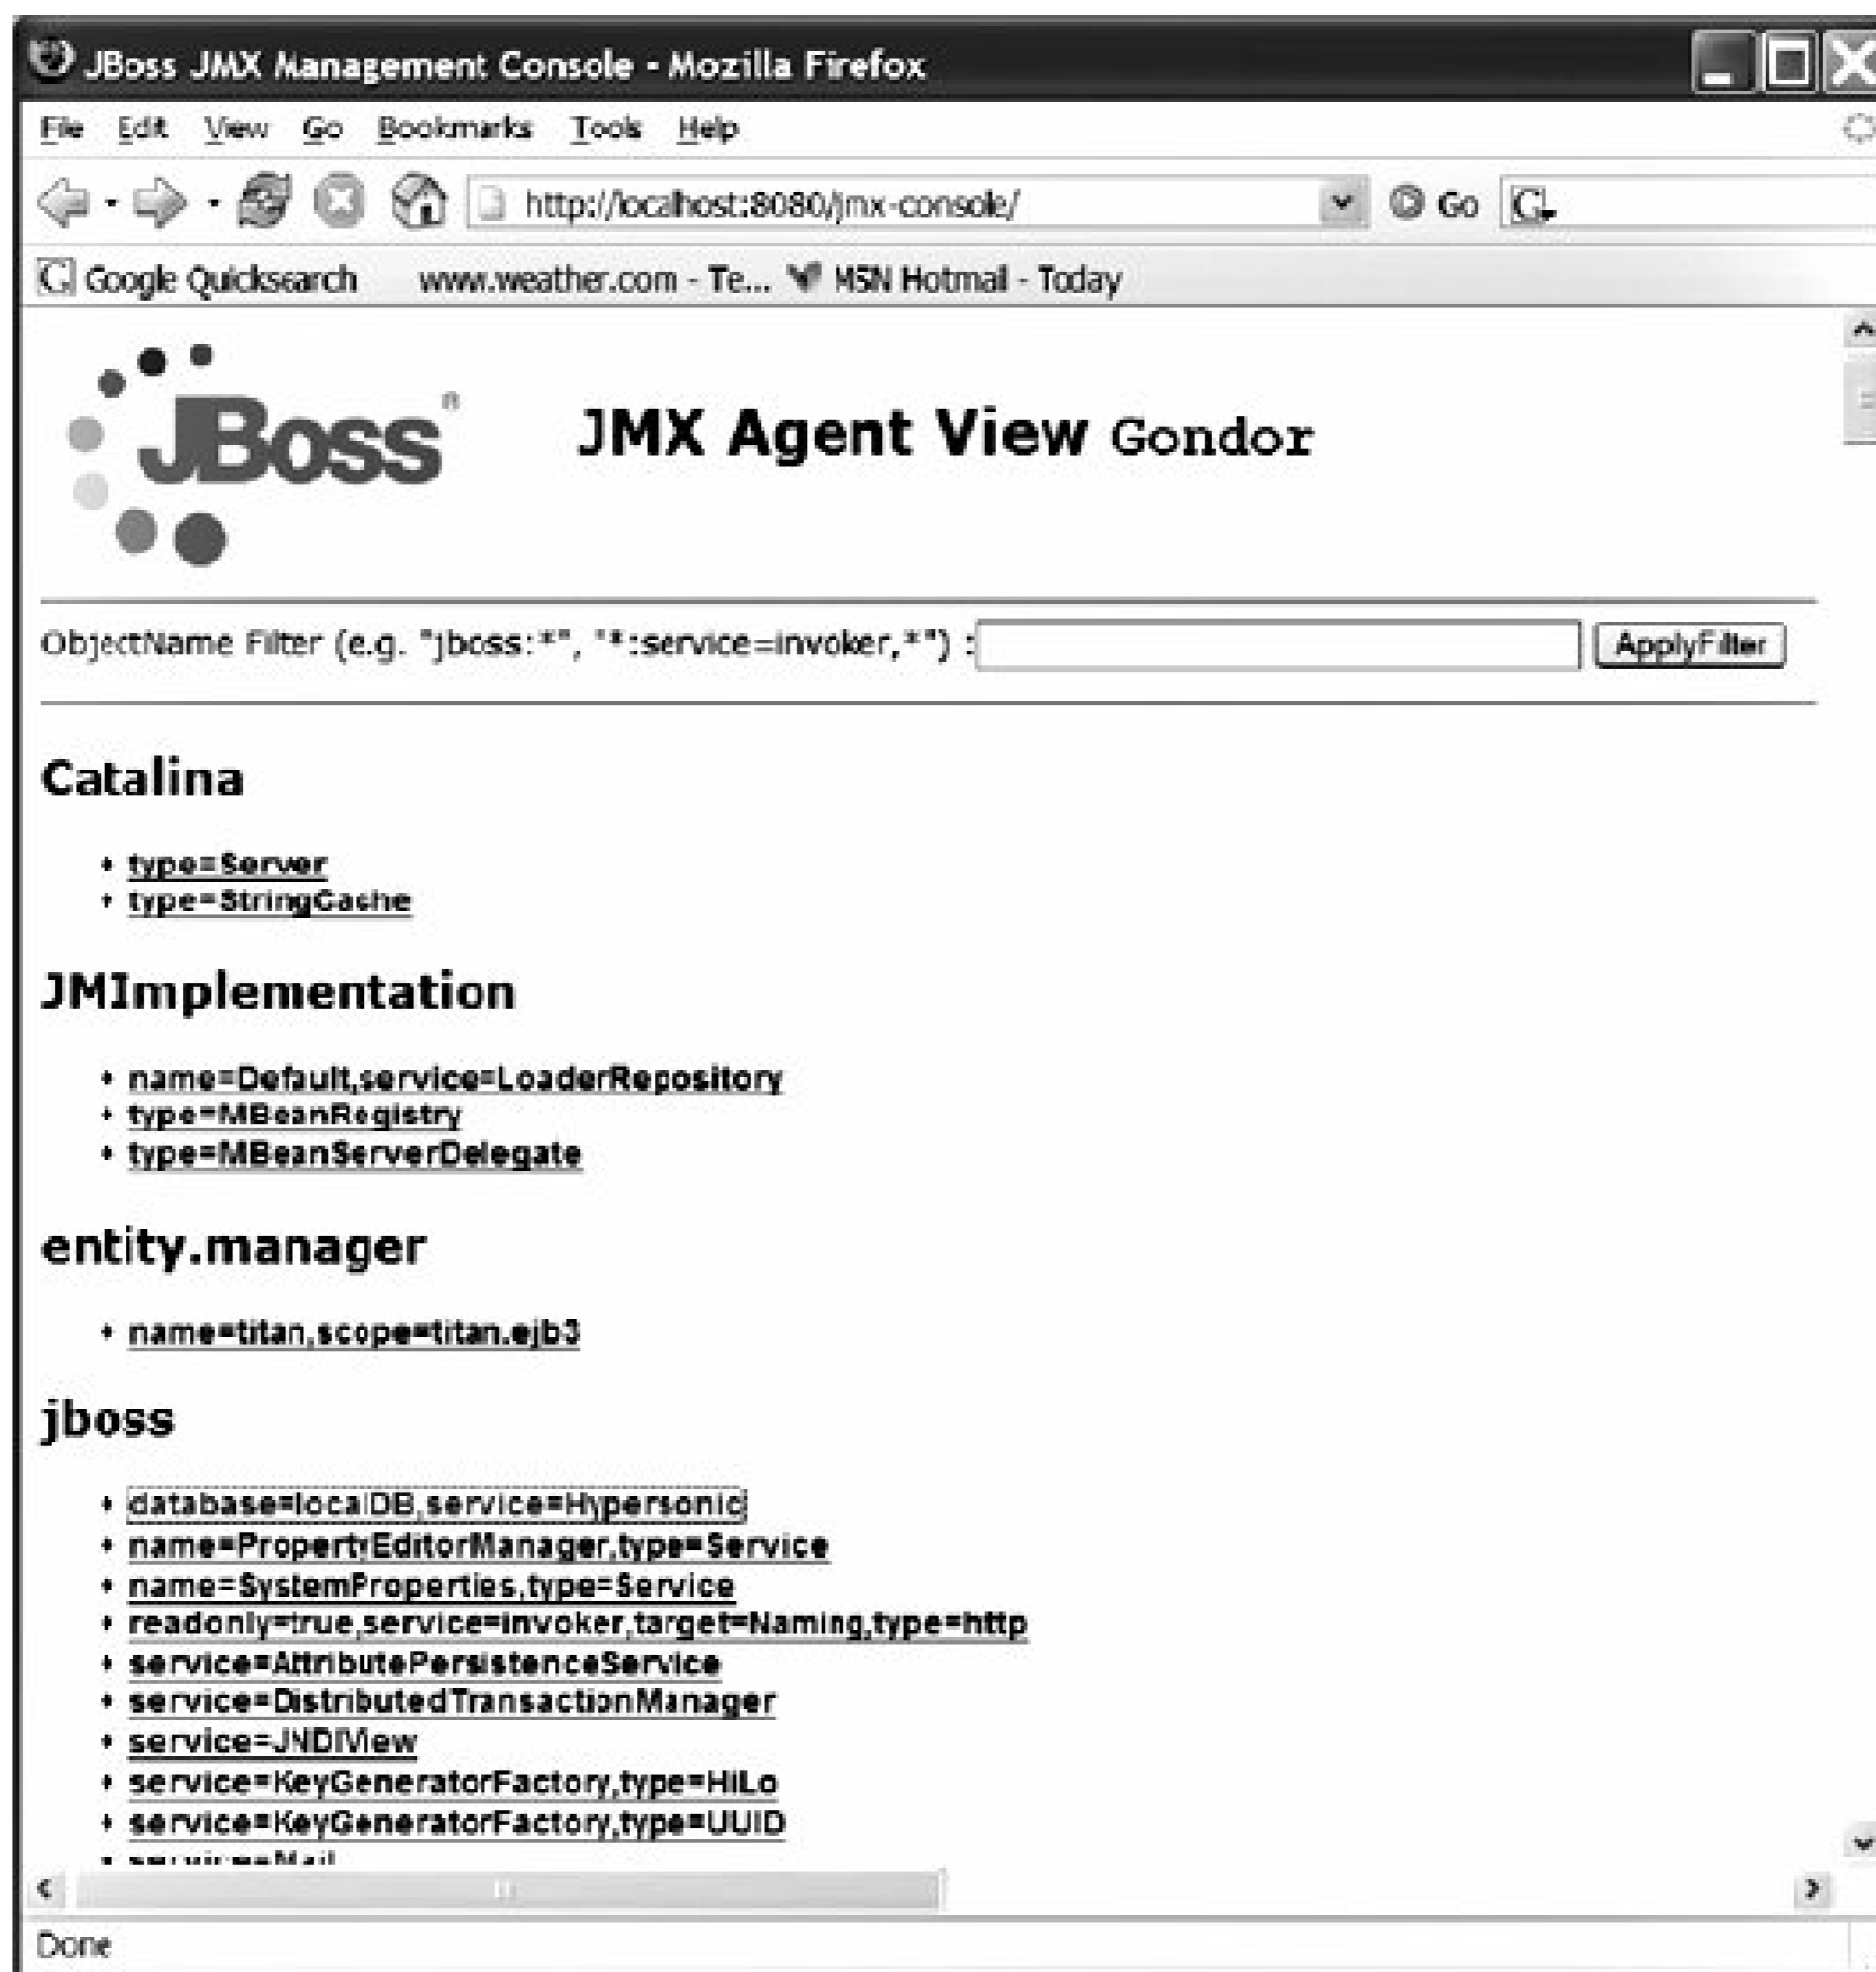 JBoss JMX Management Console - Mozilla Firefox
File Edit View Go Bookmarks Tools Help
http://localhost:8080/jmx-console/ Go G
G Google Quicksearch www.weather.com - Te... MSN Hotmail - Today
JBoss® JMX Agent View Gondor
ObjectName Filter (e.g. "jboss:*", "*:service=invoker,*") : ApplyFilter
Catalina
type=Server
type=StringCache
JMImplementation
name=Default,service=LoaderRepository
type=MBeanRegistry
type=MBeanServerDelegate
entity.manager
name=titan,scope=titan.ejb3
jboss
database=localDB,service=Hypersonic
name=PropertyEditorManager,type=Service
name=SystemProperties,type=Service
readonly=true,service=invoker,target=Naming,type=http
service=AttributePersistenceService
service=DistributedTransactionManager
service=JNDIView
service=KeyGeneratorFactory,type=HiLo
service=KeyGeneratorFactory,type=UUID
service=Mail
Done